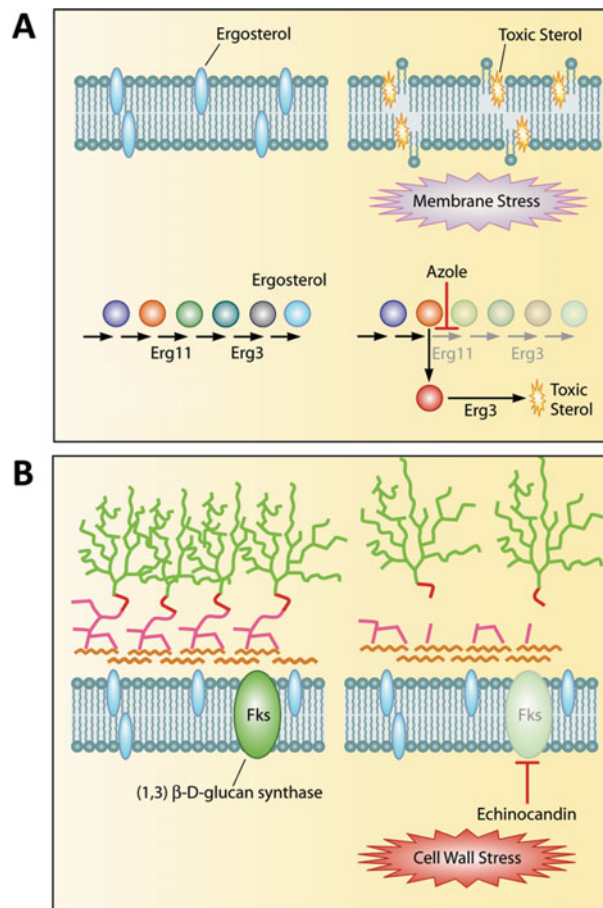 A
Ergosterol
Toxic Sterol
Membrane Stress
Ergosterol
Erg11
Erg3
Azole
Erg11
Erg3
Erg3
Toxic
Sterol
B
Fks
(1,3) β-D-glucan synthase
Fks
Echinocandin
Cell Wall Stress